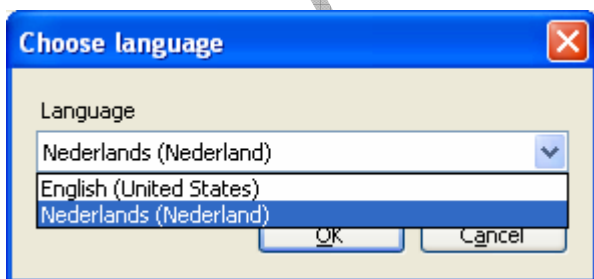 Choose language
Language
Nederlands (Nederland)
English (United States)
Nederlands (Nederland)
OK Cancel